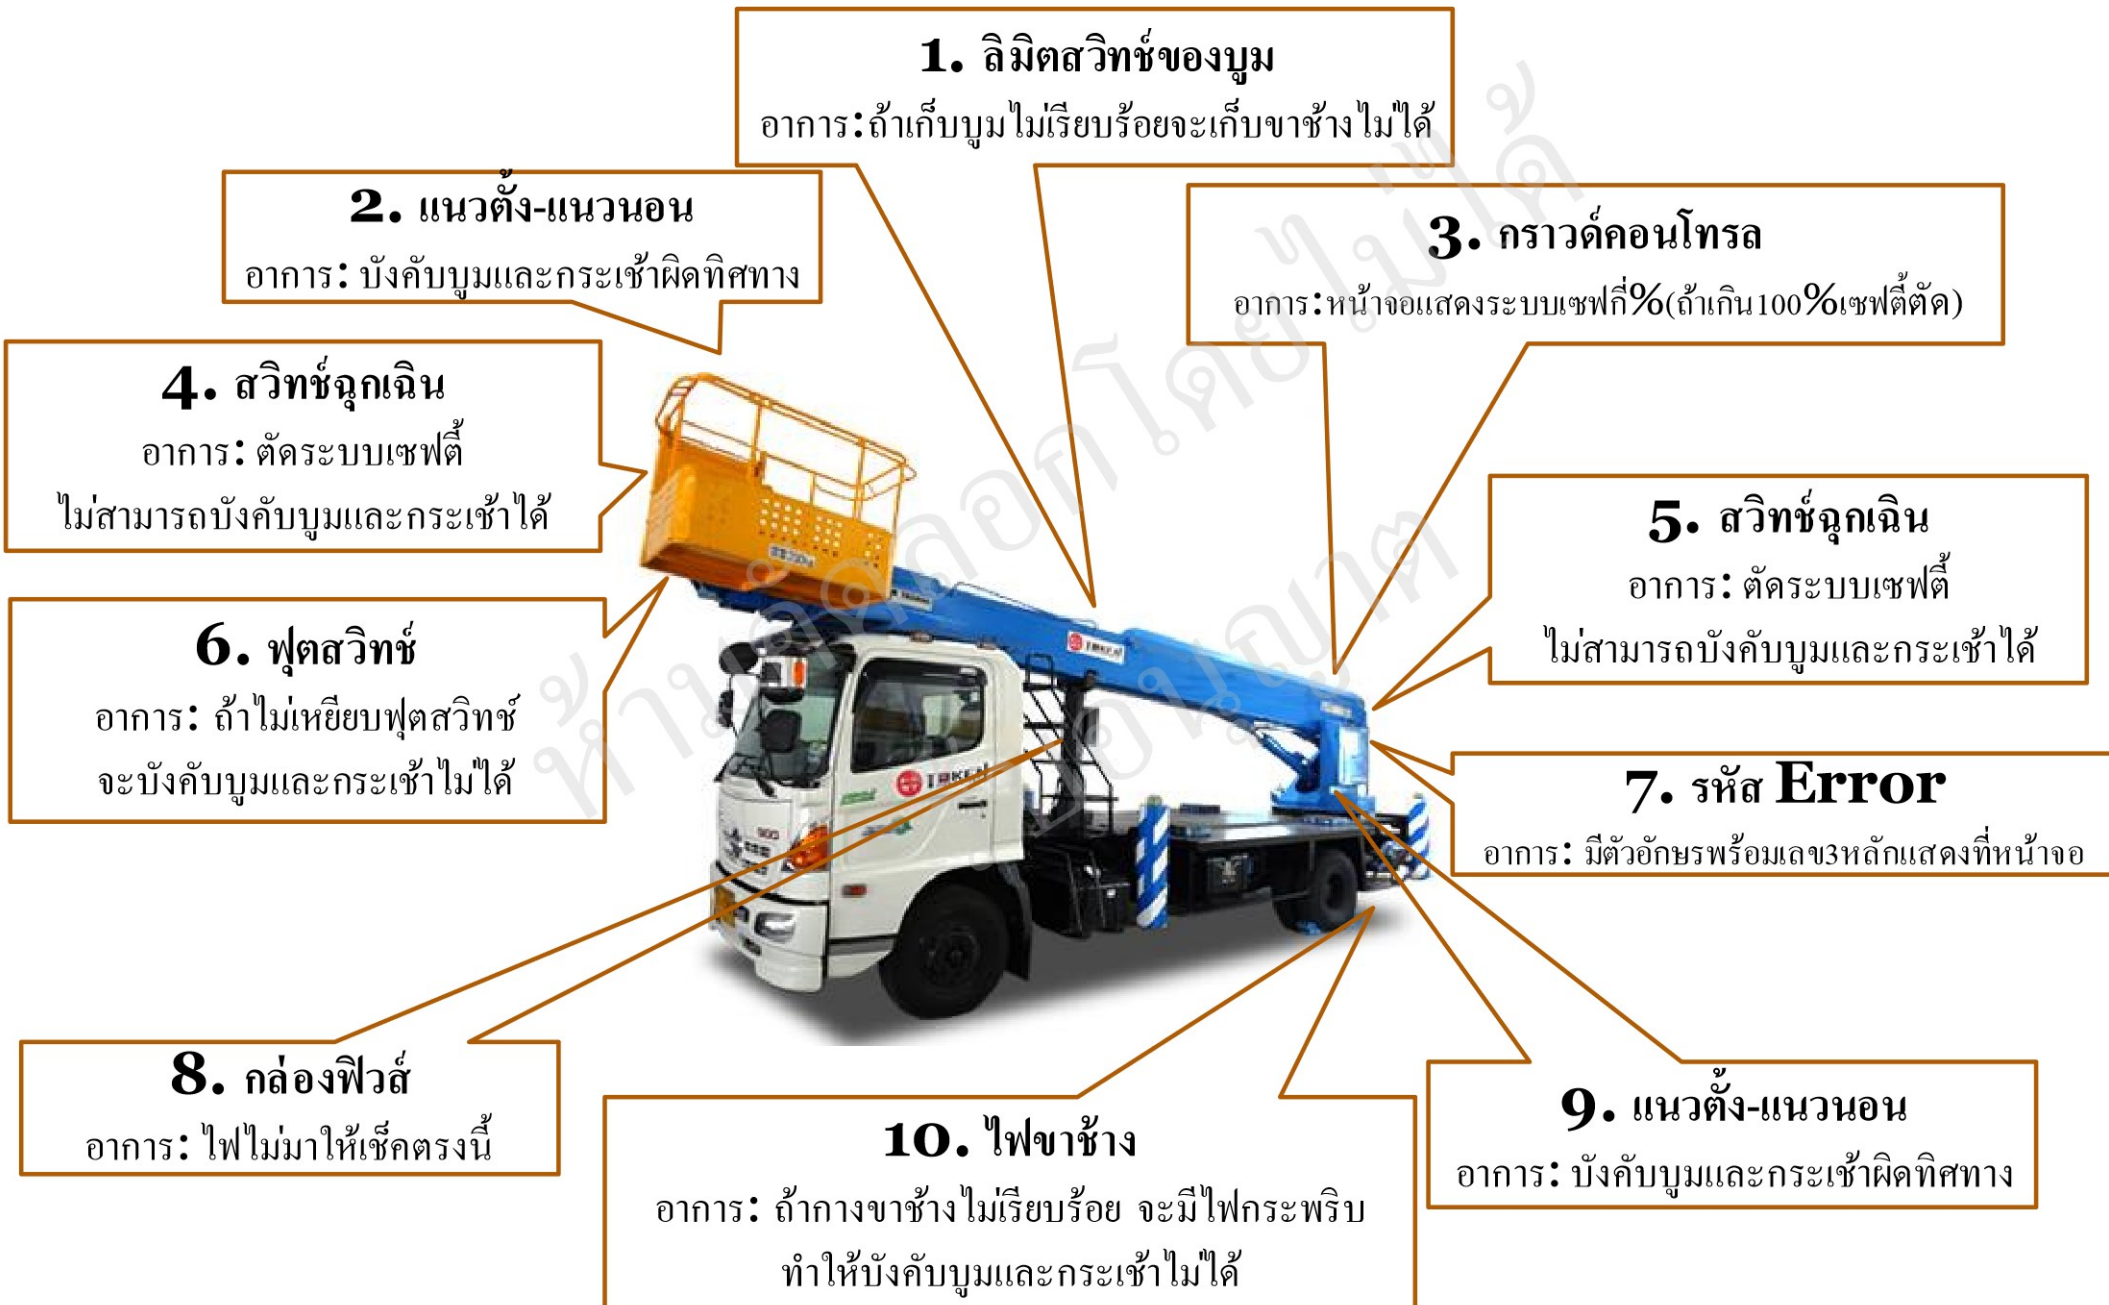 1. ลิมิตสวิทช์ของบูม
อาการ:ถ้าเก็บบูมไม่เรียบร้อยจะเก็บขาช้างไม่ได้
2. แนวตั้ง-แนวนอน
อาการ: บังคับบูมและกระเช้าผิดทิศทาง
3. กราวด์คอนโทรล
อาการ:หน้าจอแสดงระบบเซฟกี่%(ถ้าเกิน100%เซฟตี้ตัด)
4. สวิทช์ฉุกเฉิน
อาการ: ตัดระบบเซฟตี้
ไม่สามารถบังคับบูมและกระเช้าได้
5. สวิทช์ฉุกเฉิน
อาการ: ตัดระบบเซฟตี้
ไม่สามารถบังคับบูมและกระเช้าได้
6. ฟุตสวิทช์
อาการ: ถ้าไม่เหยียบฟุตสวิทช์
จะบังคับบูมและกระเช้าไม่ได้
7. รหัส Error
อาการ: มีตัวอักษรพร้อมเลข3หลักแสดงที่หน้าจอ
8. กล่องฟิวส์
อาการ: ไฟไม่มาให้เช็คตรงนี้
9. แนวตั้ง-แนวนอน
อาการ: บังคับบูมและกระเช้าผิดทิศทาง
10. ไฟขาช้าง
อาการ: ถ้ากางขาช้างไม่เรียบร้อย จะมีไฟกระพริบ
ทำให้บังคับบูมและกระเช้าไม่ได้
ห้ามคัดลอกโดยไม่ได้
รับอนุญาต